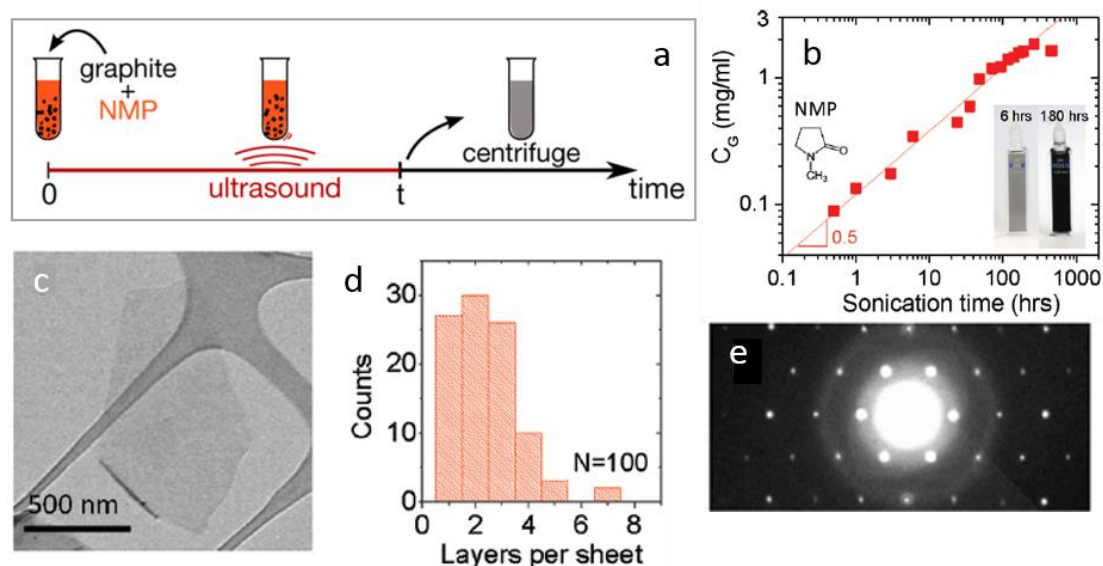 a
graphite
+
NMP
centrifuge
0
ultrasound
t
time
b
3
1
0.1
C_G (mg/ml)
NMP
O
N
CH₃
6 hrs
180 hrs
0.5
0.1 1 10 100 1000
Sonication time (hrs)
c
500 nm
d
30
20
10
0
Counts
N=100
0 2 4 6 8
Layers per sheet
e